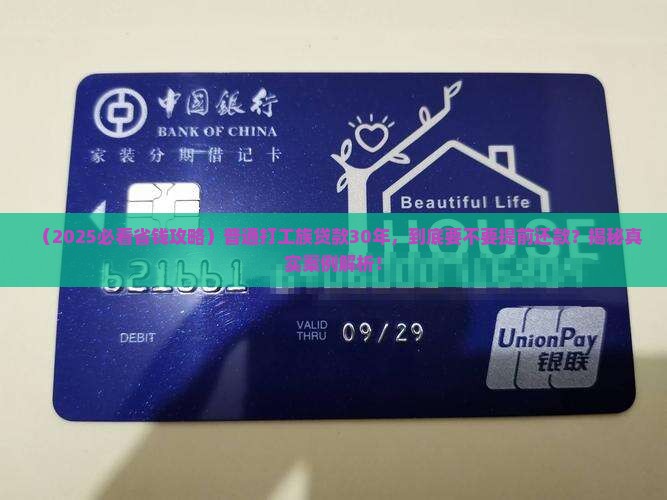 中国银行
BANK OF CHINA
家装分期借记卡
Beautiful Life
HOUSE
（2025必看省钱攻略）普通打工族贷款30年，到底要不要提前还款？揭秘真
实案例解析！
621661
DEBIT
VALID
THRU
09/29
UnionPay
银联